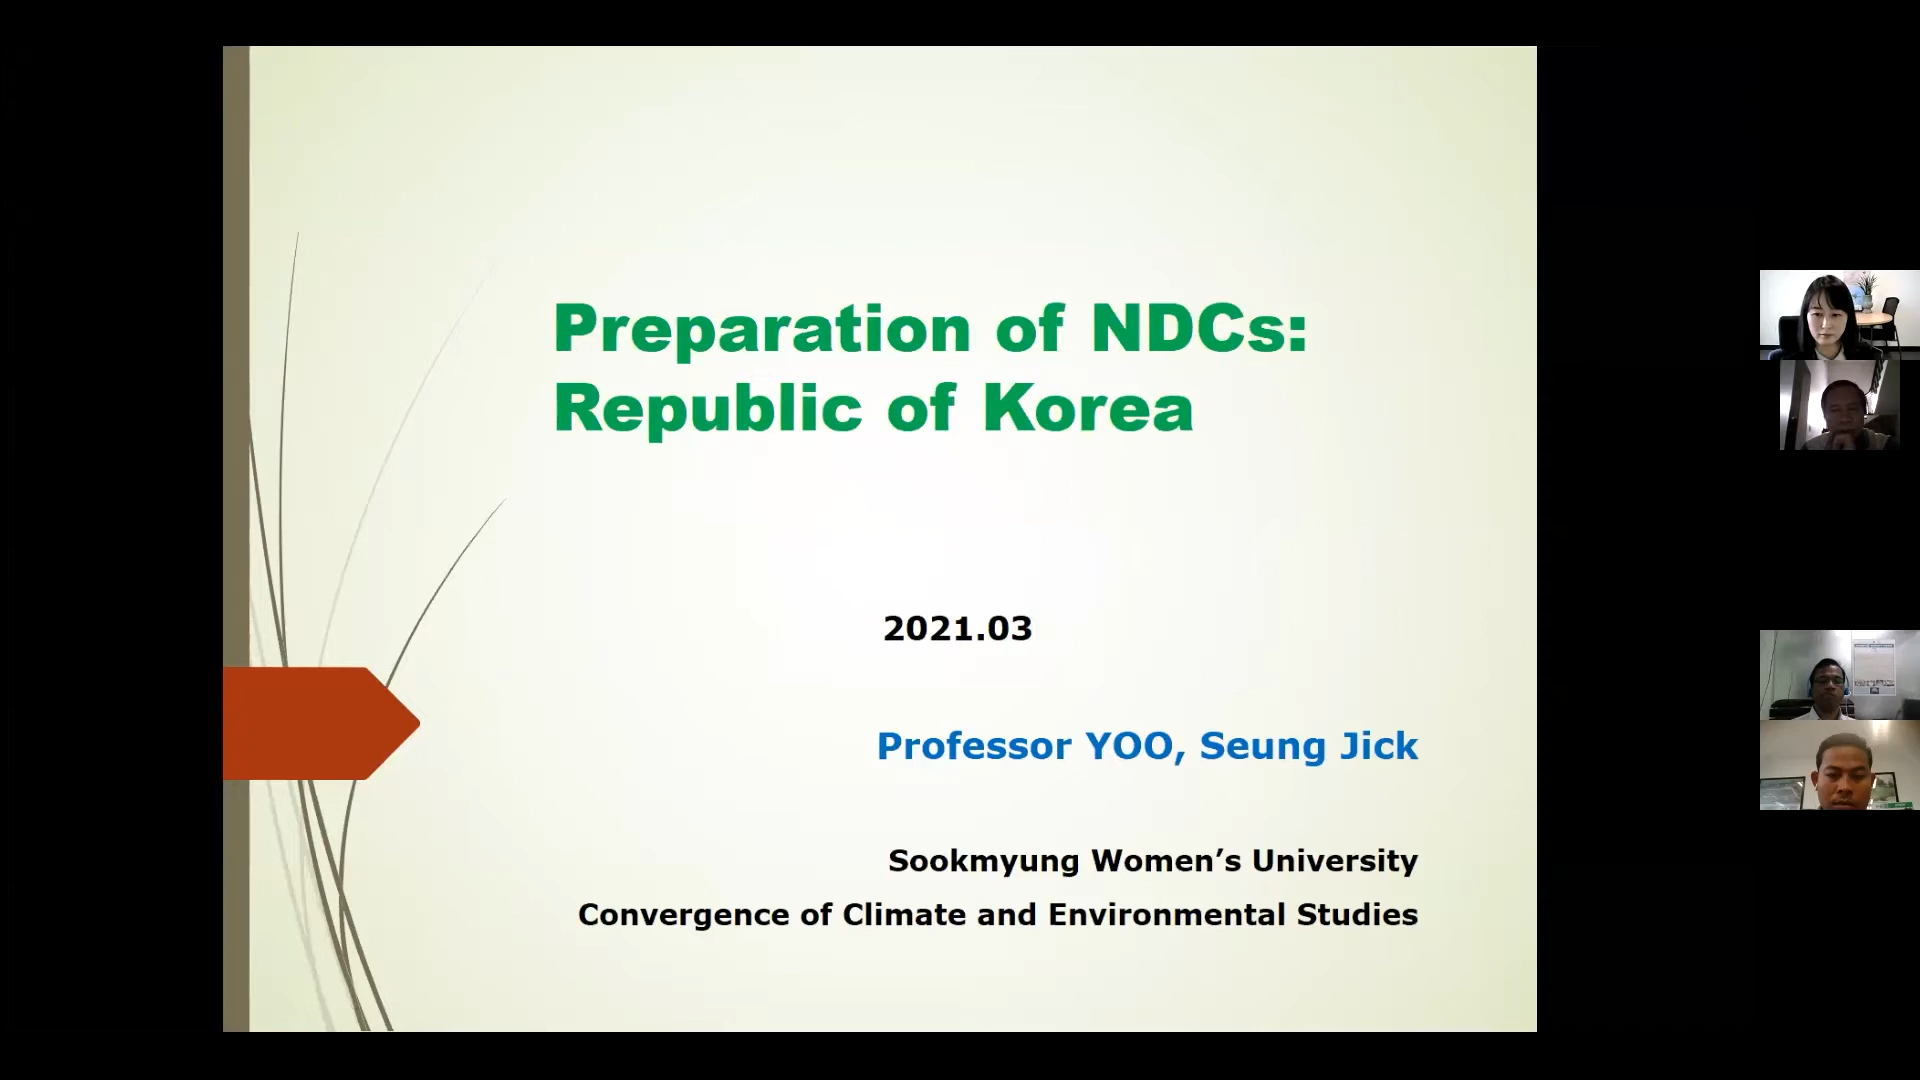 Preparation of NDCs:
Republic of Korea
2021.03
Professor YOO, Seung Jick
Sookmyung Women’s University
Convergence of Climate and Environmental Studies